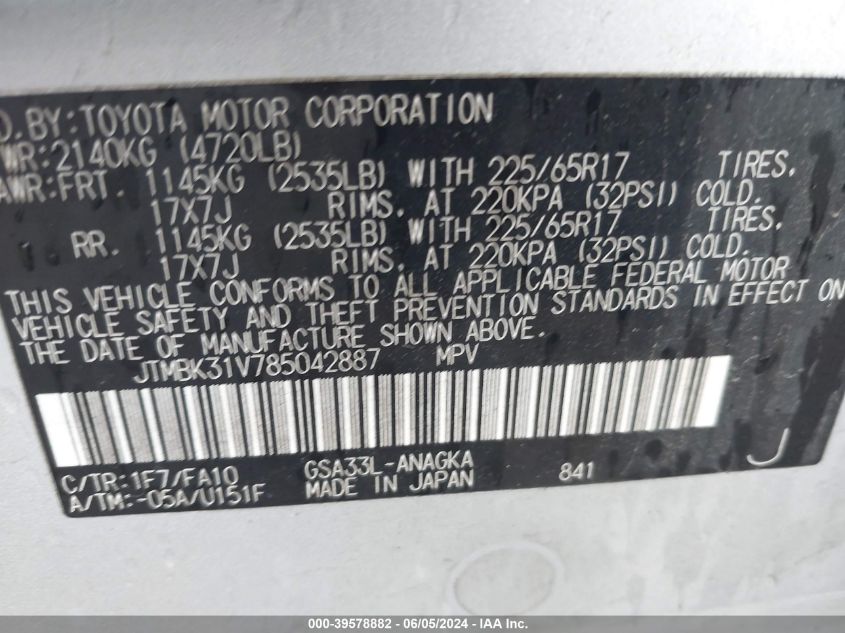 D. BY: TOYOTA MOTOR CORPORATION
WR: 2140KG (4720LB)
AWR: FRT. 1145KG (2535LB) WITH 225/65R17 TIRES,
17X7J RIMS, AT 220KPA (32PSI) COLD.
RR. 1145KG (2535LB) WITH 225/65R17 TIRES,
17X7J RIMS, AT 220KPA (32PSI) COLD.
THIS VEHICLE CONFORMS TO ALL APPLICABLE FEDERAL MOTOR
VEHICLE SAFETY AND THEFT PREVENTION STANDARDS IN EFFECT ON
THE DATE OF MANUFACTURE SHOWN ABOVE.
JTMBK31V785042887 MPV
C/TR: 1F7/FA10 GSA33L-ANAGKA 841 J
A/TM: -05A/U151F MADE IN JAPAN
000-39578882 - 06/05/2024 - IAAI Inc.